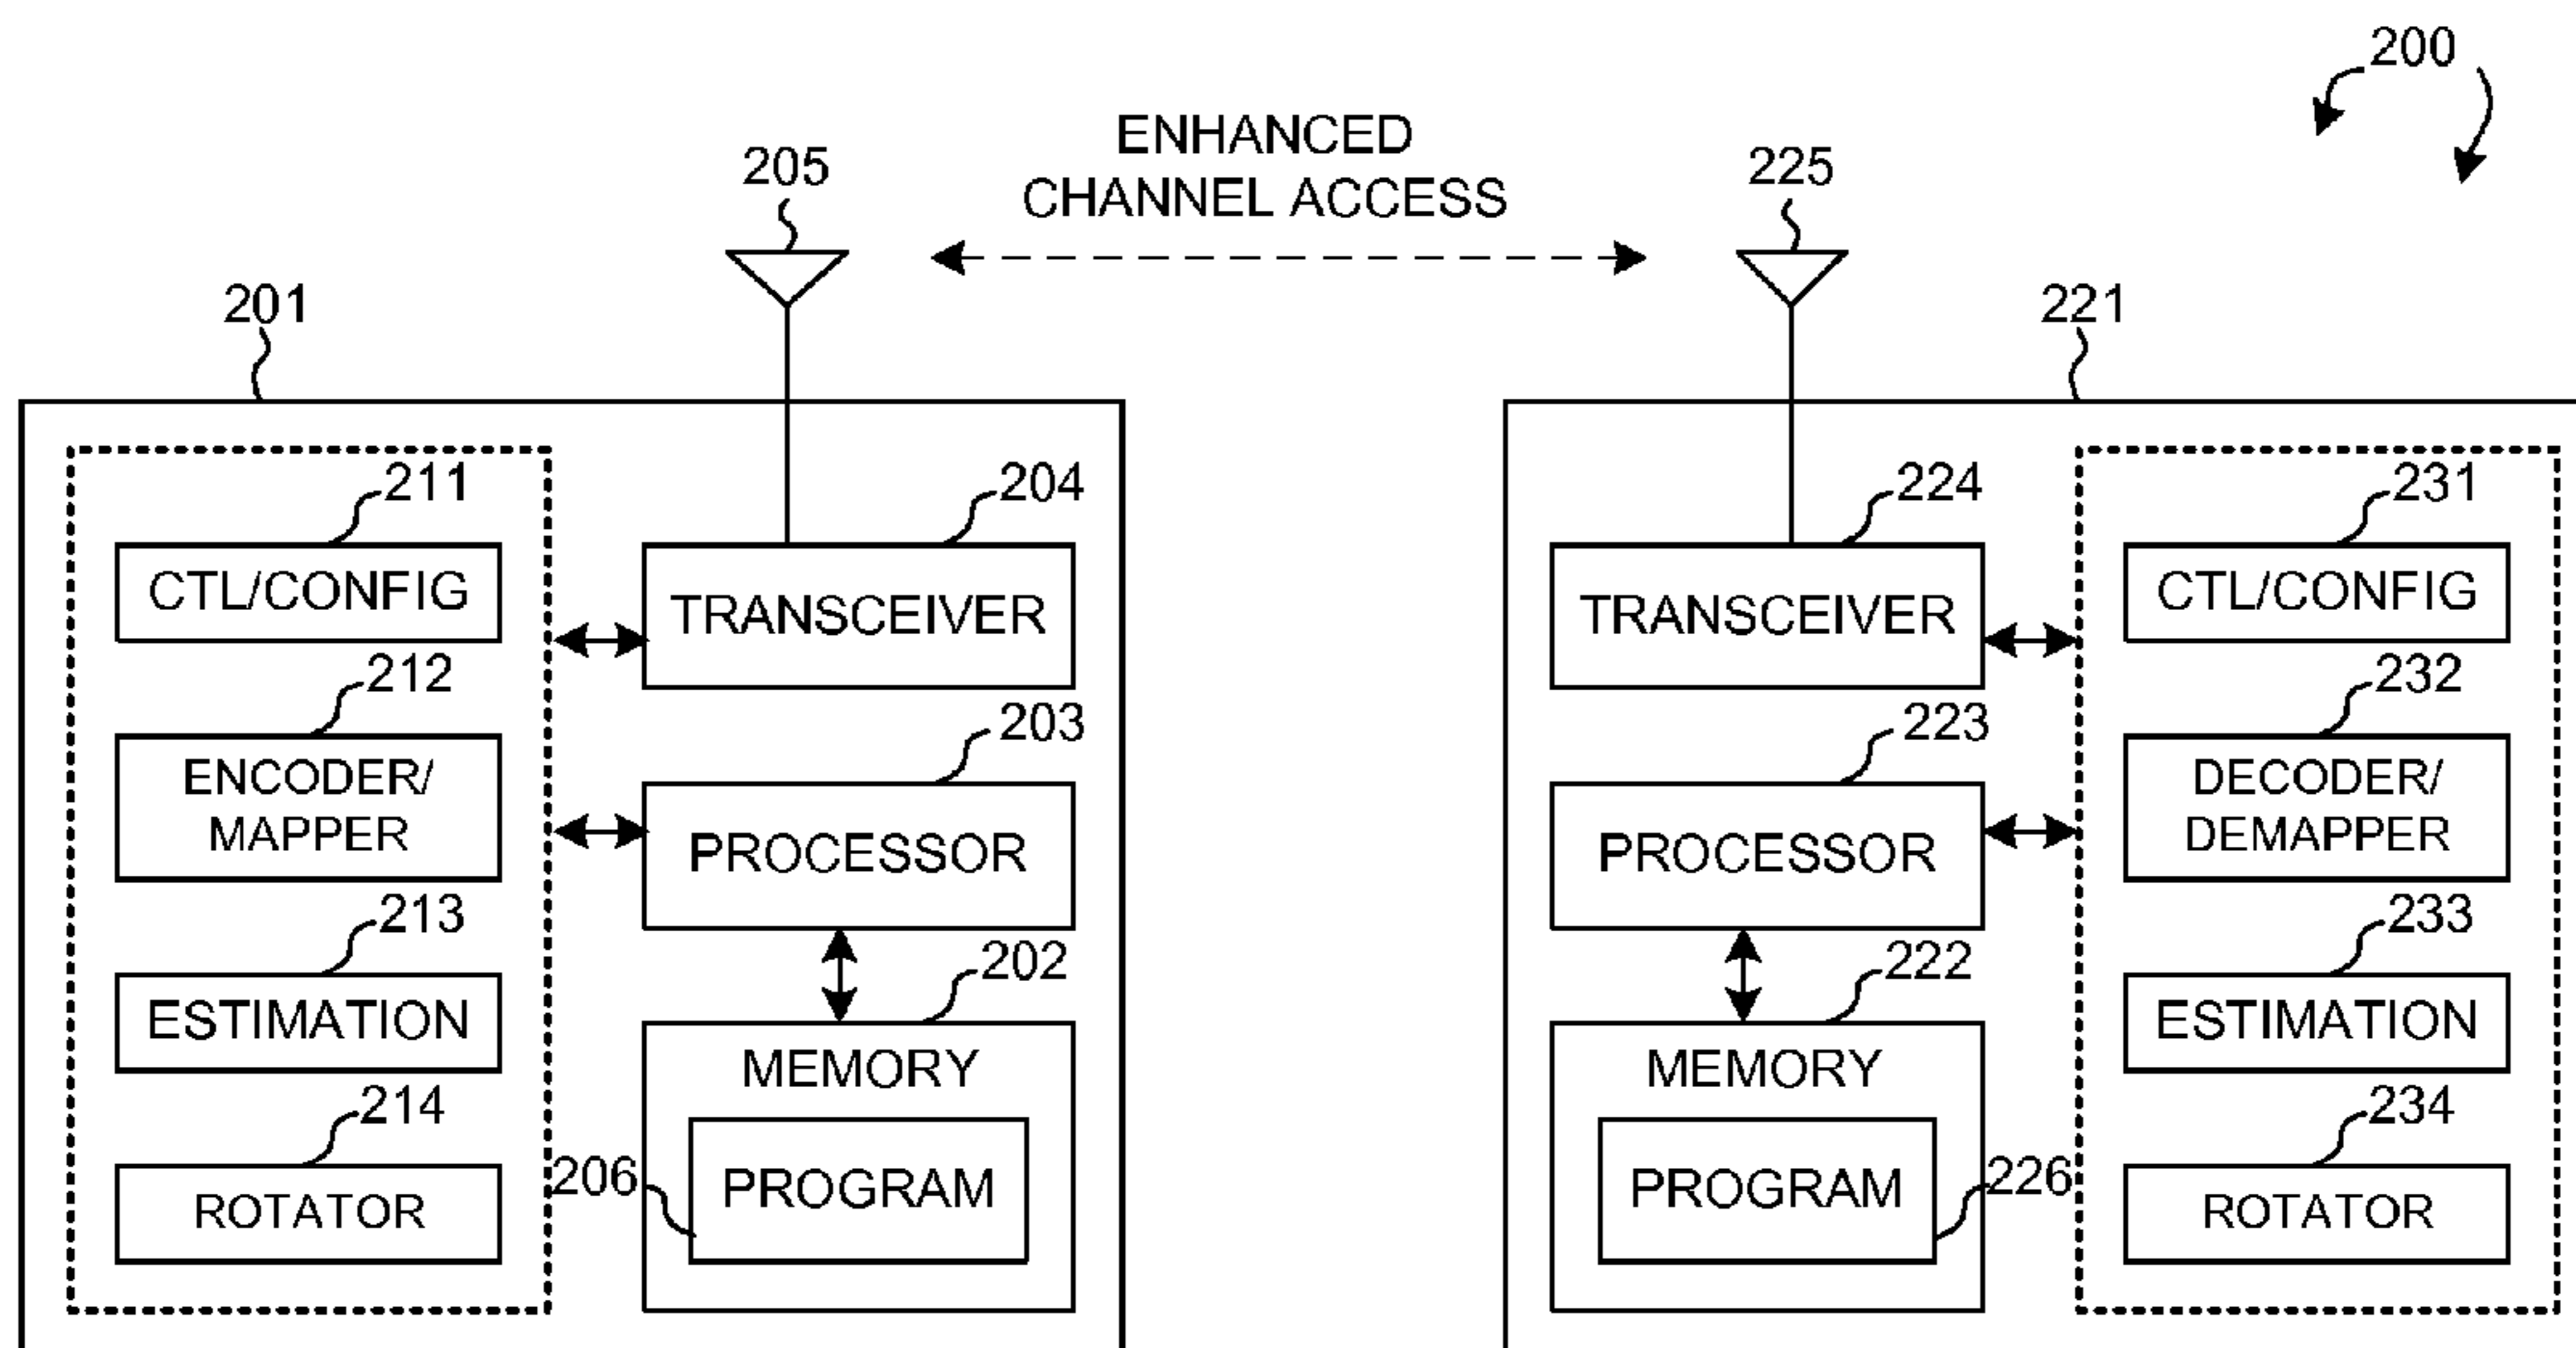 200
ENHANCED
CHANNEL ACCESS
205
225
201
221
211
204
224
231
CTL/CONFIG
TRANSCEIVER
TRANSCEIVER
CTL/CONFIG
212
232
203
223
ENCODER/
MAPPER
PROCESSOR
PROCESSOR
DECODER/
DEMAPPER
213
233
202
222
ESTIMATION
MEMORY
MEMORY
ESTIMATION
214
234
206
PROGRAM
PROGRAM
226
ROTATOR
ROTATOR